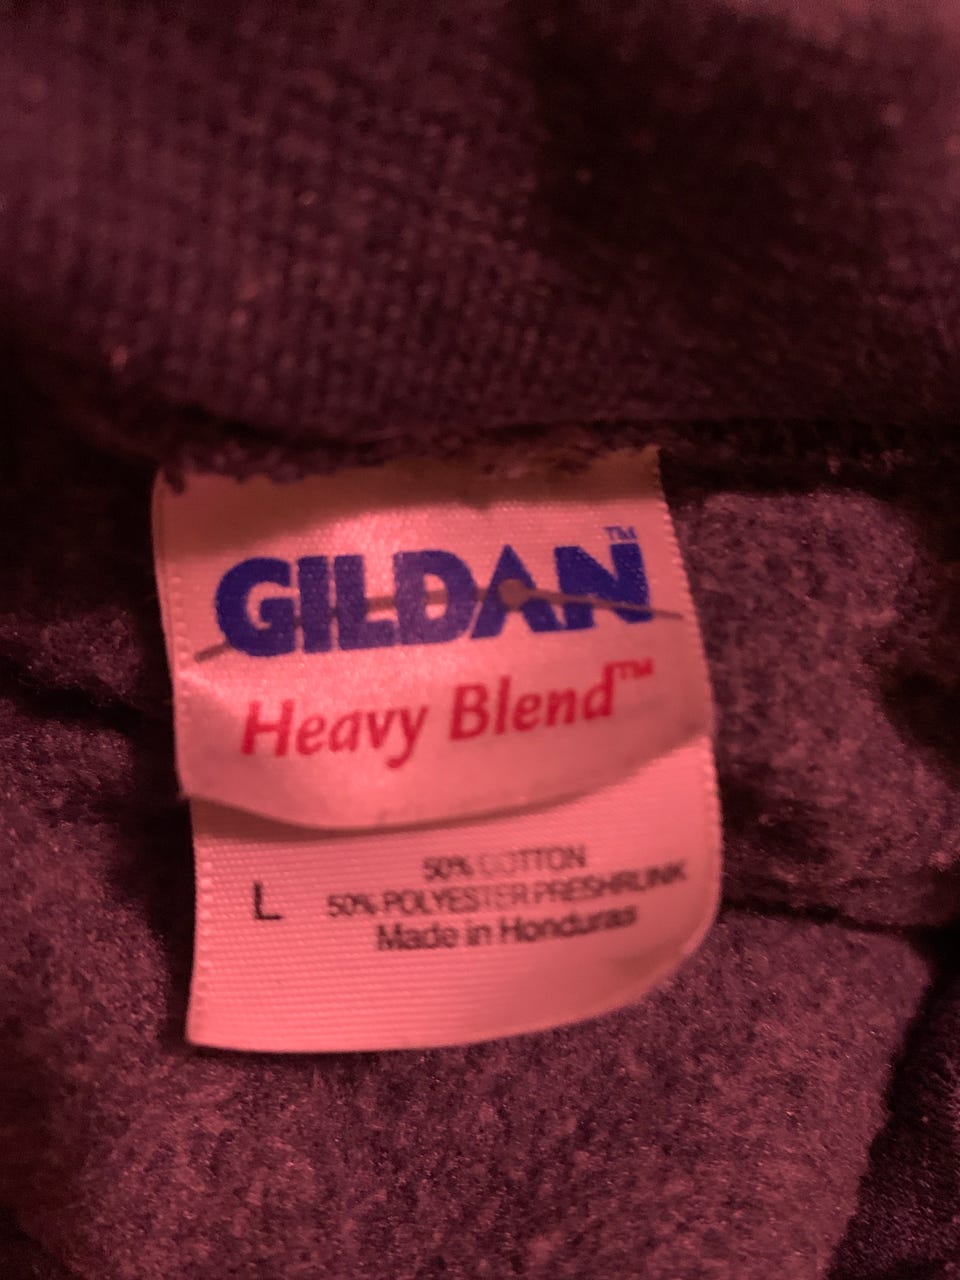 GILDAN™
Heavy Blend™
50% COTTON
L
50% POLYESTER PRESHRUNK
Made in Honduras